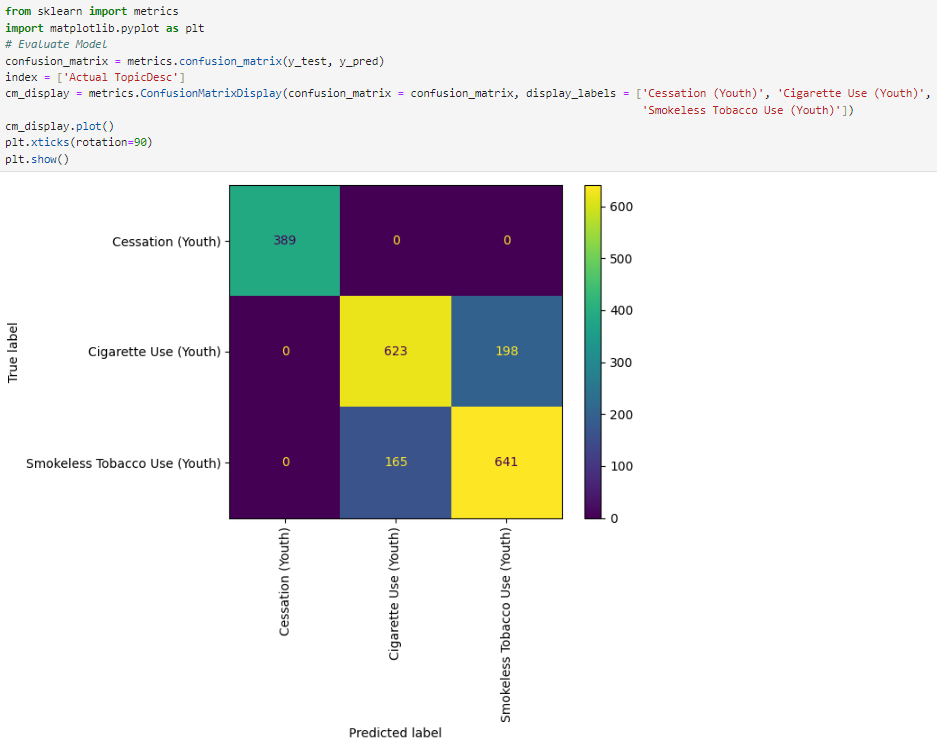 from sklearn import metrics
import matplotlib.pyplot as plt
# Evaluate Model
confusion_matrix = metrics.confusion_matrix(y_test, y_pred)
index = ['Actual TopicDesc']
cm_display = metrics.ConfusionMatrixDisplay(confusion_matrix = confusion_matrix, display_labels = ['Cessation (Youth)', 'Cigarette Use (Youth)',
'Smokeless Tobacco Use (Youth)'])
cm_display.plot()
plt.xticks(rotation=90)
plt.show()
True label
Cessation (Youth)
389 0 0
Cigarette Use (Youth)
0 623 198
Smokeless Tobacco Use (Youth)
0 165 641
600
500
400
300
200
100
0
Cessation (Youth)
Cigarette Use (Youth)
Smokeless Tobacco Use (Youth)
Predicted label